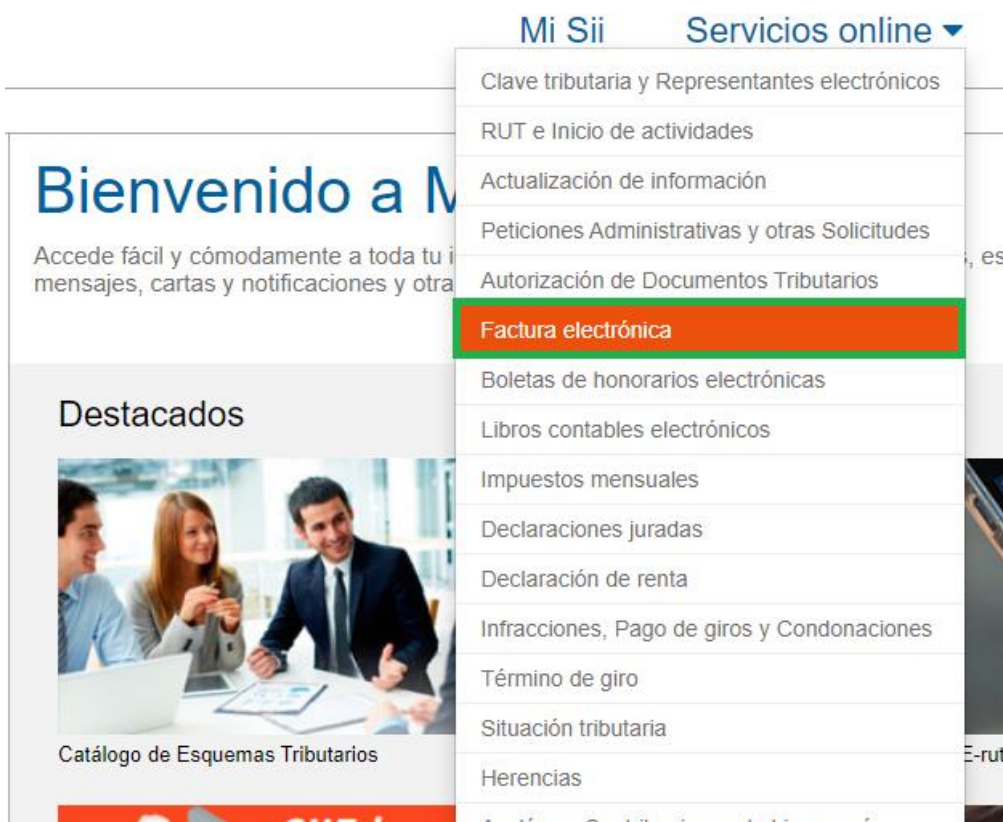 Mi Sii Servicios online
Clave tributaria y Representantes electrónicos
RUT e Inicio de actividades
Actualización de información
Peticiones Administrativas y otras Solicitudes
Autorización de Documentos Tributarios
Factura electrónica
Boletas de honorarios electrónicas
Libros contables electrónicos
Impuestos mensuales
Declaraciones juradas
Declaración de renta
Infracciones, Pago de giros y Condonaciones
Término de giro
Situación tributaria
Herencias
Bienvenido a M
Accede fácil y cómodamente a toda tu i , es
mensajes, cartas y notificaciones y otra
Destacados
Catálogo de Esquemas Tributarios
E-rut